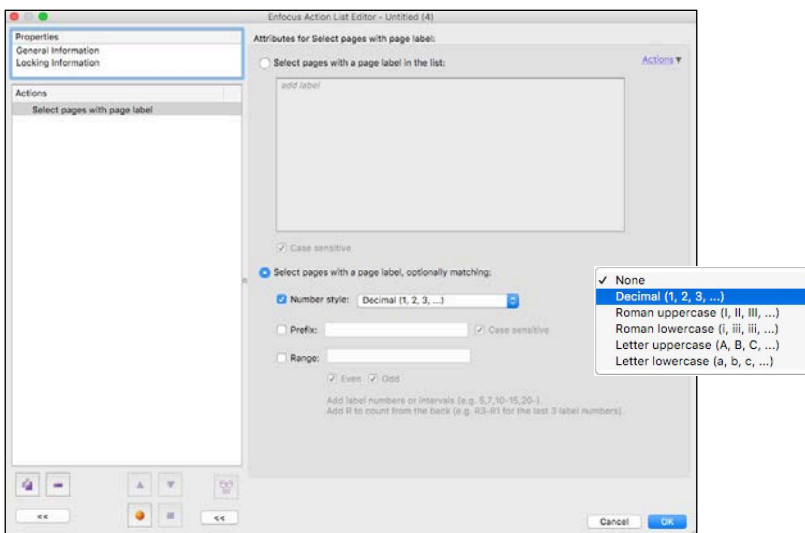 Enfocus Action List Editor - Untitled (4)
Properties
General Information
Locking Information
Actions
Select pages with page label
Attributes for Select pages with page label:
Select pages with a page label in the list:
Actions ▼
add label
Case sensitive
Select pages with a page label, optionally matching:
Number style: Decimal (1, 2, 3, ...)
Prefix:
Case sensitive
Range:
Even Odd
Add label numbers or intervals (e.g. 5,7,10-15,20-).
Add R to count from the back (e.g. R3-R1 for the last 3 label numbers).
✓ None
Decimal (1, 2, 3, ...)
Roman uppercase (I, II, III, ...)
Roman lowercase (i, iii, iii, ...)
Letter uppercase (A, B, C, ...)
Letter lowercase (a, b, c, ...)
<<
<<
Cancel
OK